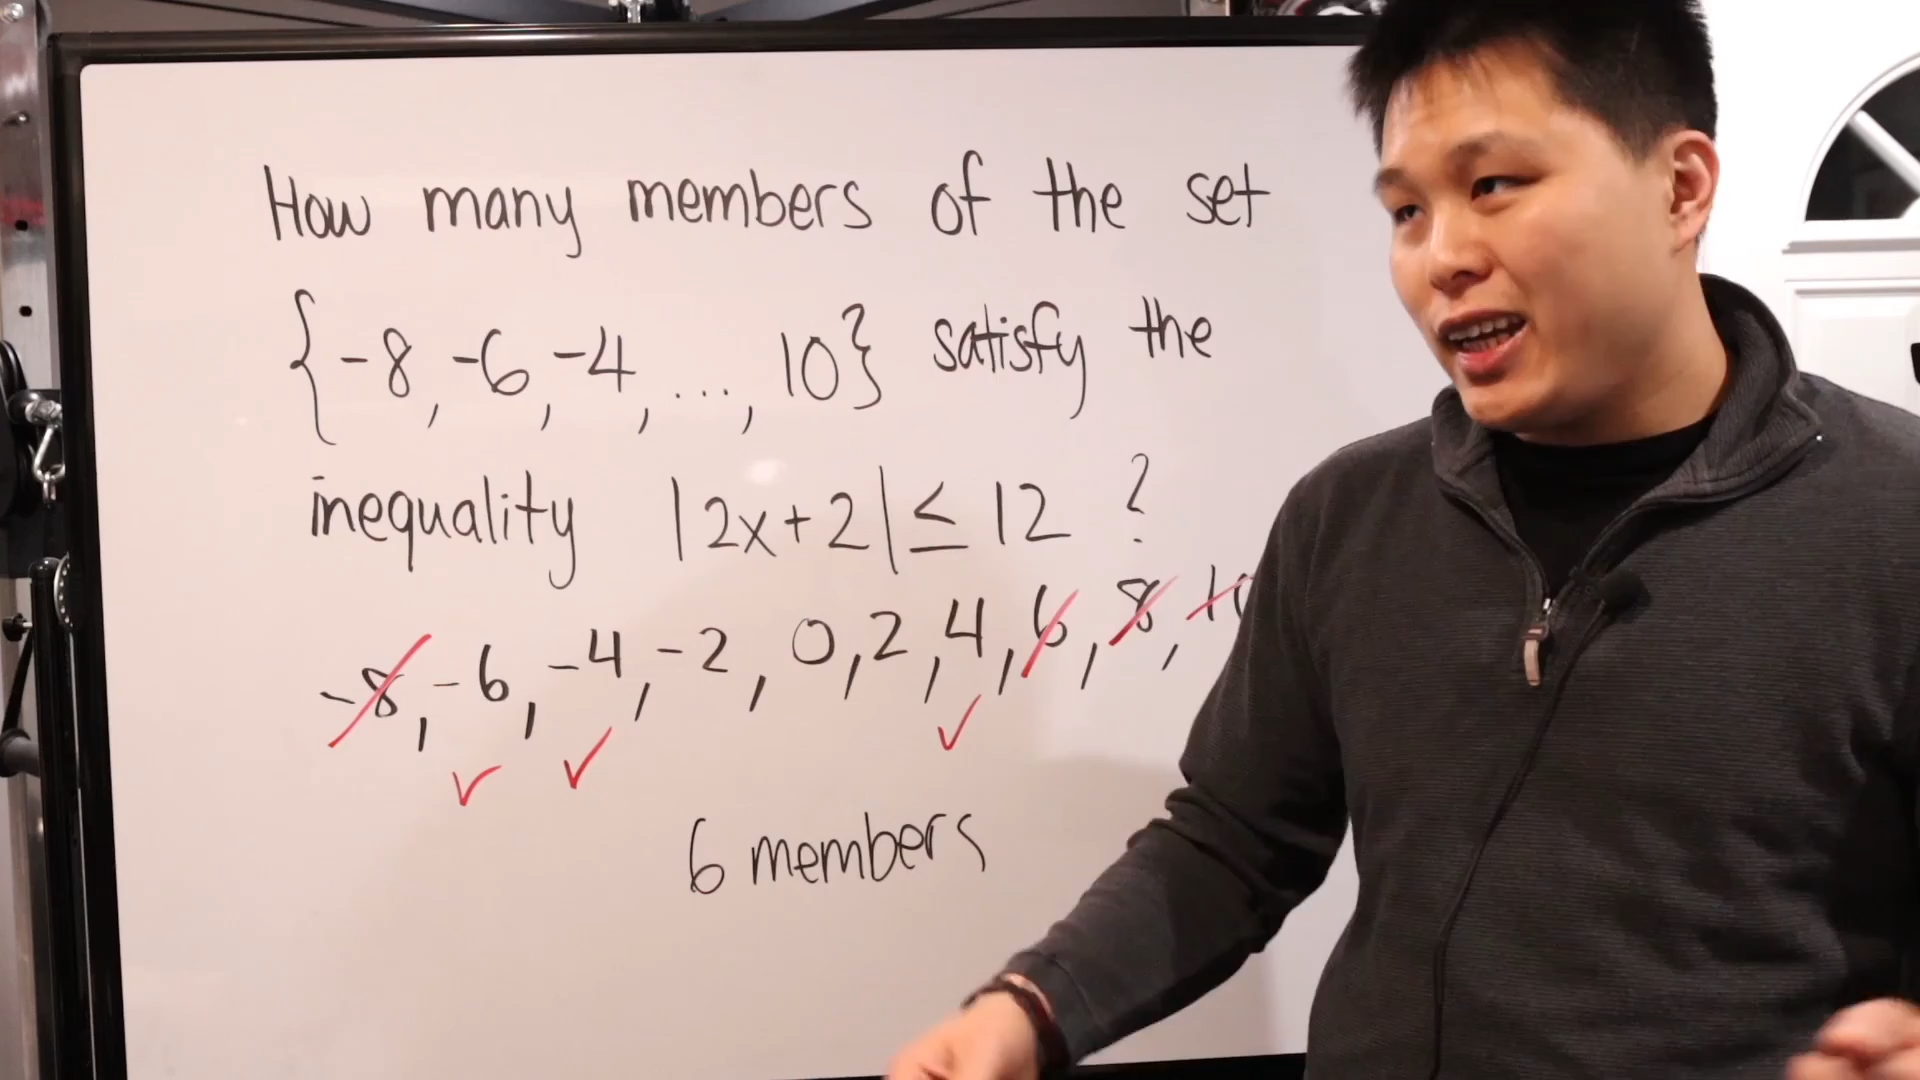 How many members of the set
{-8, -6, -4, ..., 10} satisfy the
inequality |2x+2| ≤ 12 ?
-8, -6, -4, -2, 0, 2, 4, 6, 8, 10
✓ ✓ ✓
6 members